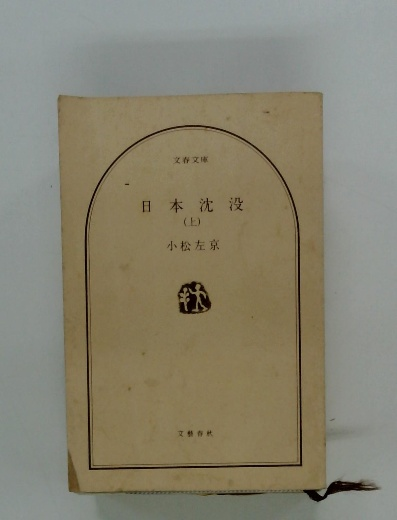 文春文庫
日本沈没
(上)
小松左京
文藝春秋